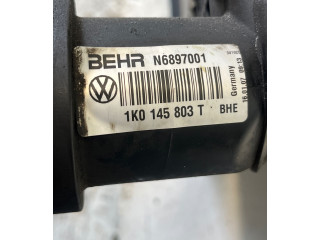 BEHR N6897001
1K0 145 803 T BHE
Germany